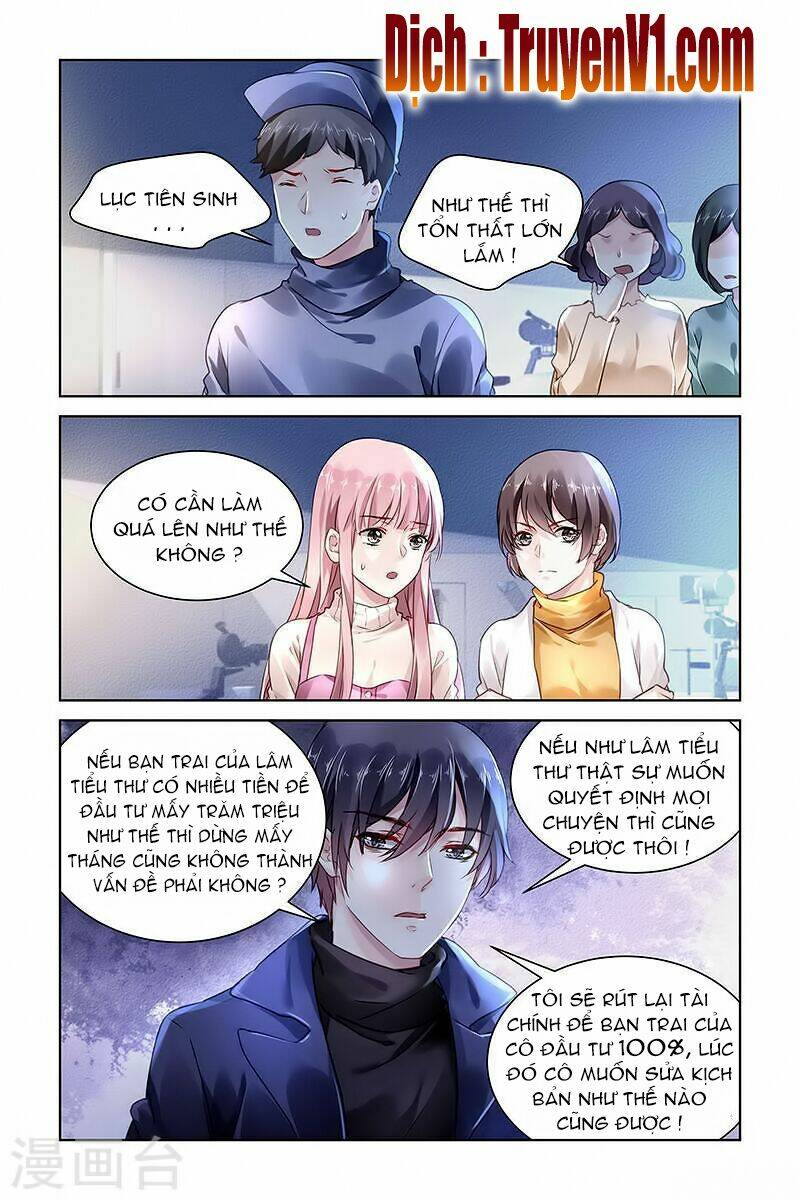 Dịch : TruyenV1.com
LỤC TIÊN SINH
. . .
NHƯ THẾ THÌ
TỔN THẤT LỚN
LẮM !
CÓ CẦN LÀM
QUÁ LÊN NHƯ THẾ
KHÔNG ?
NẾU BẠN TRAI CỦA LÂM
TIỂU THƯ CÓ NHIỀU TIỀN ĐỂ
ĐẦU TƯ MẤY TRĂM TRIỆU
NHƯ THẾ THÌ DỪNG MẤY
THÁNG CŨNG KHÔNG THÀNH
VẤN ĐỀ PHẢI KHÔNG ?
NẾU NHƯ LÂM TIỂU
THƯ THẬT SỰ MUỐN
QUYẾT ĐỊNH MỌI
CHUYỆN THÌ CŨNG
ĐƯỢC THÔI !
TÔI SẼ RÚT LẠI TÀI
CHÍNH ĐỂ BẠN TRAI CỦA
CÔ ĐẦU TƯ 100%, LÚC
ĐÓ CÔ MUỐN SỬA KỊCH
BẢN NHƯ THẾ NÀO
CŨNG ĐƯỢC !
漫画台